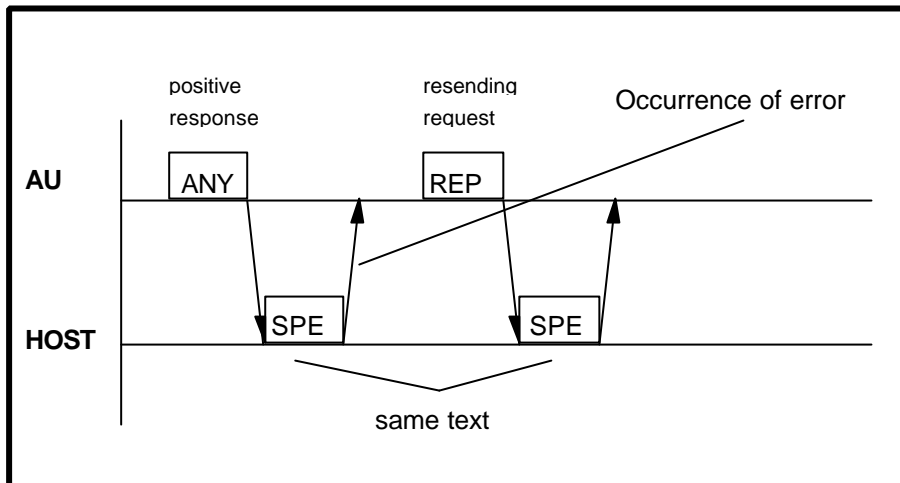 positive
response
resending
request
Occurrence of error
AU
ANY
REP
SPE
SPE
HOST
same text